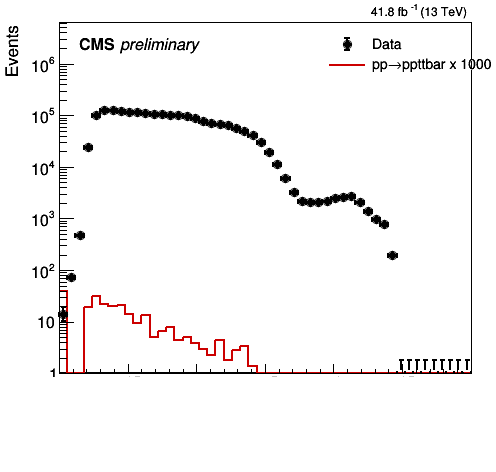 41.8 fb⁻¹ (13 TeV)
Events
CMS preliminary
Data
pp→ppttbar x 1000
10⁶
10⁵
10⁴
10³
10²
10
1